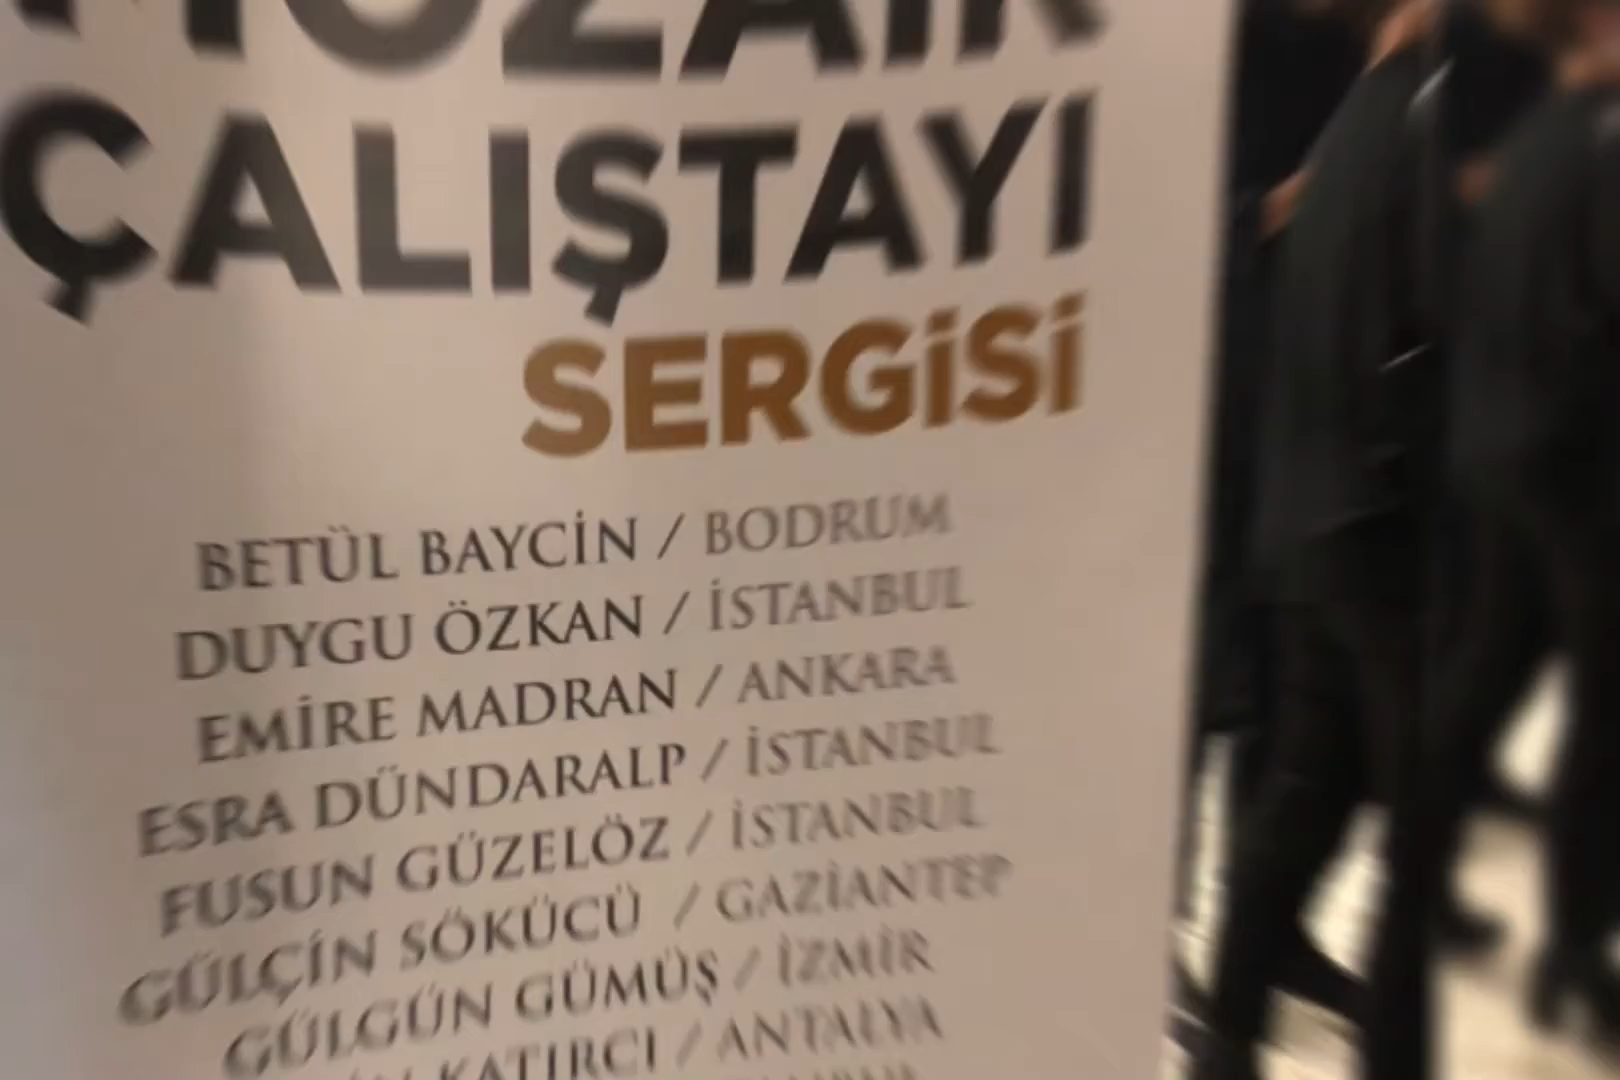 MOZAİK
ÇALIŞTAYI
SERGİSİ
BETÜL BAYCİN / BODRUM
DUYGU ÖZKAN / İSTANBUL
EMİRE MADRAN / ANKARA
ESRA DÜNDARALP / İSTANBUL
FUSUN GÜZELÖZ / İSTANBUL
GÜLÇİN SÖKÜCÜ / GAZİANTEP
GÜLGÜN GÜMÜŞ / İZMİR
KATIRCI / ANTALYA